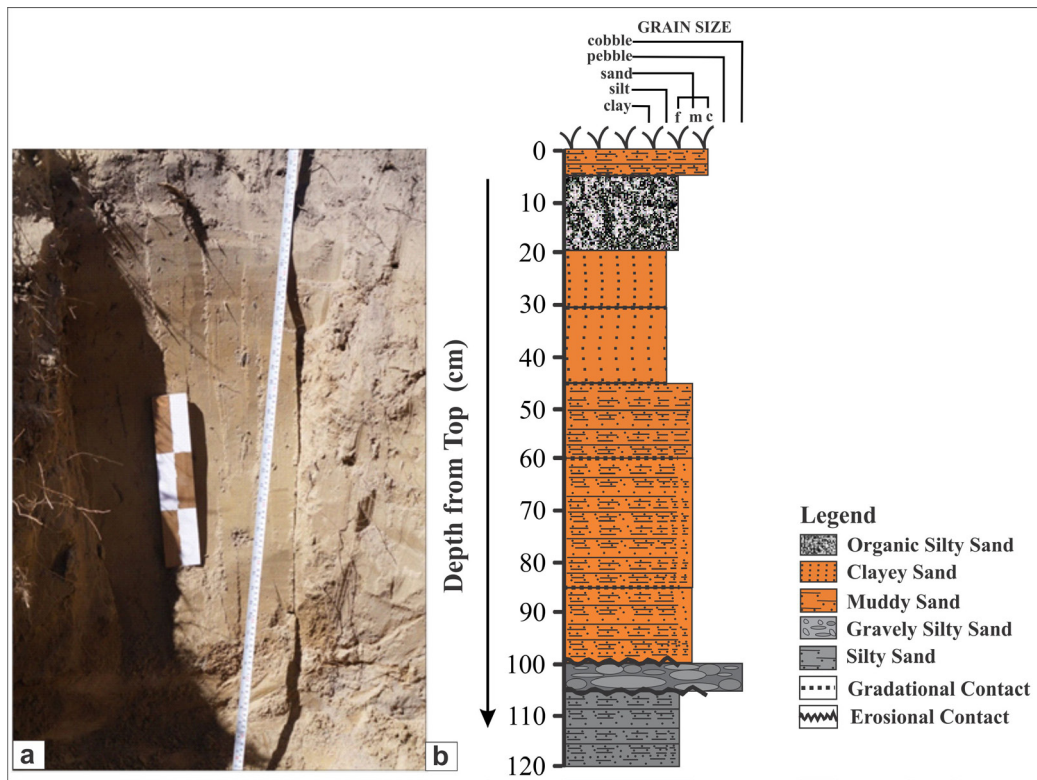 GRAIN SIZE
cobble
pebble
sand
silt
clay
f m c
Depth from Top (cm)
0
10
20
30
40
50
60
70
80
90
100
110
120
Legend
Organic Silty Sand
Clayey Sand
Muddy Sand
Gravely Silty Sand
Silty Sand
Gradational Contact
Erosional Contact
a
b